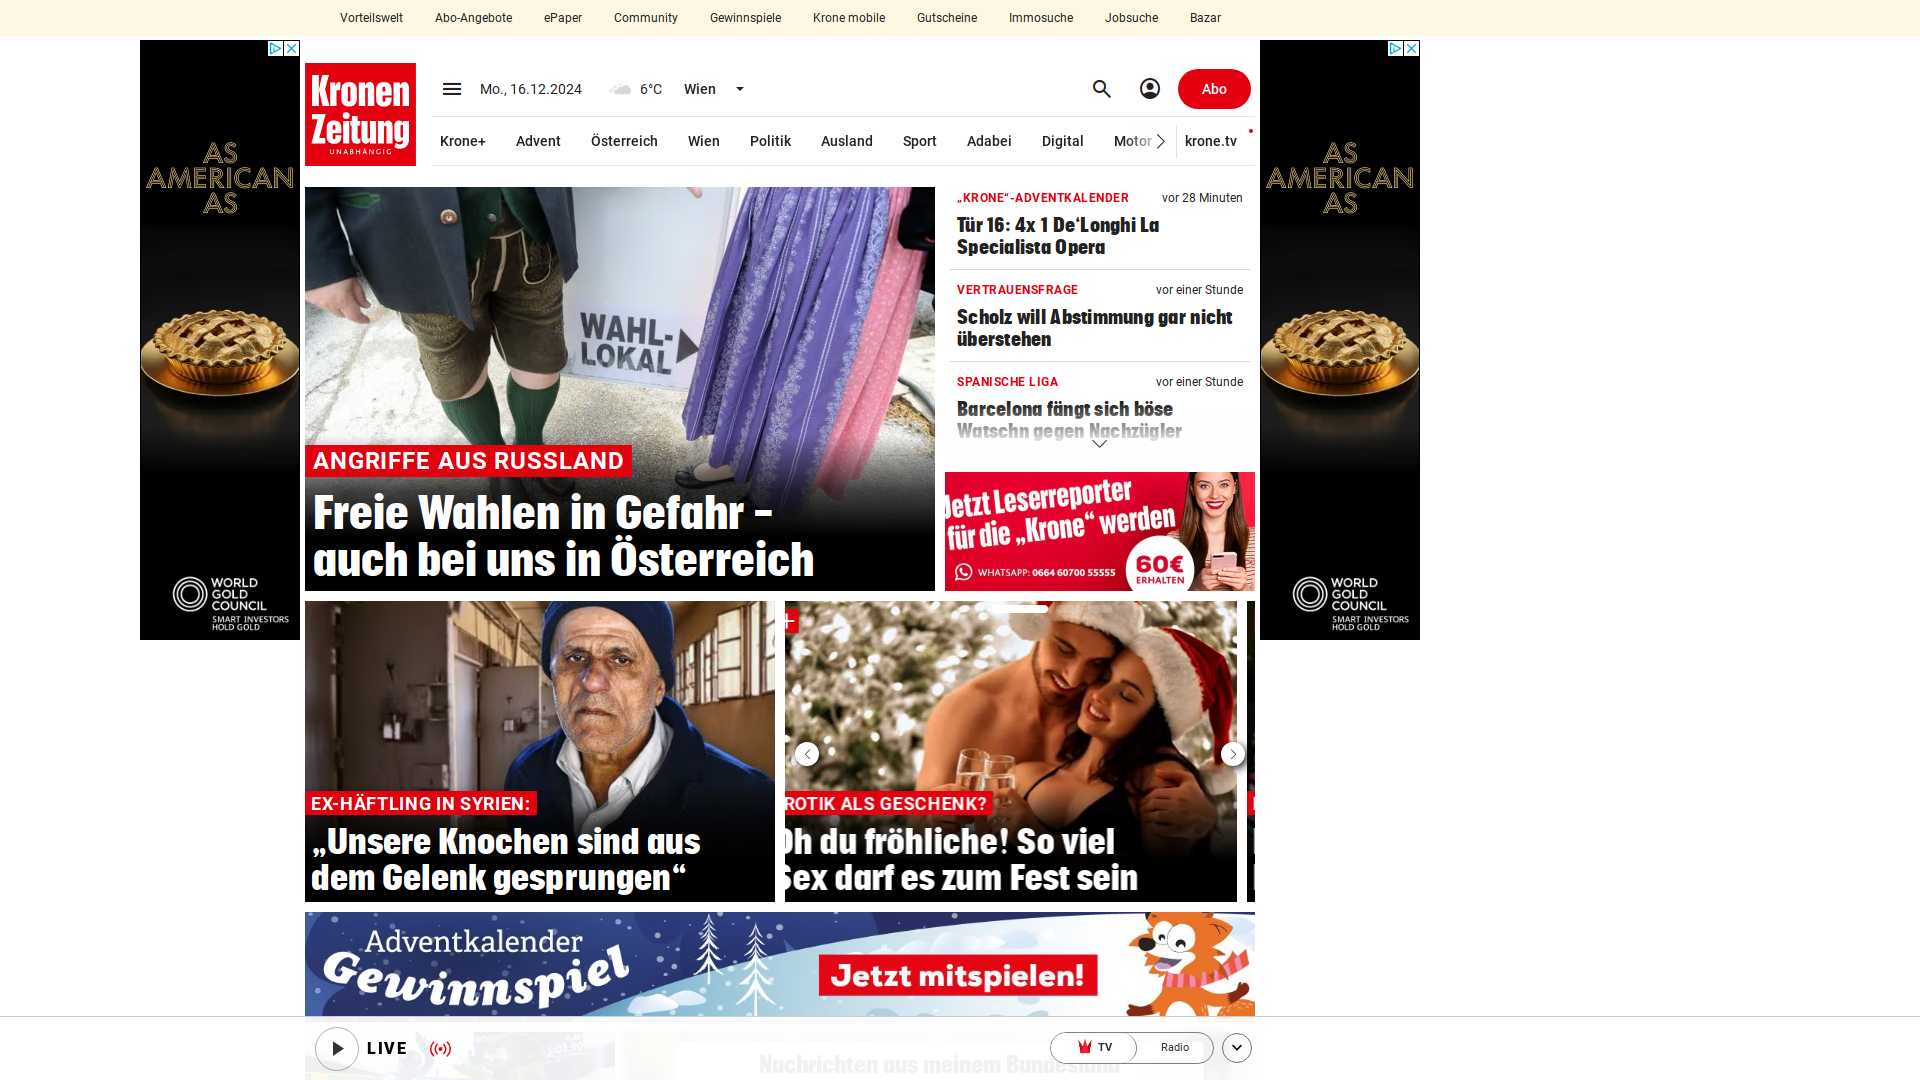 Vorteilswelt Abo-Angebote ePaper Community Gewinnspiele Krone mobile Gutscheine Immosuche Jobsuche Bazar
Kronen
Zeitung
UNABHÄNGIG
Mo., 16.12.2024 6°C Wien
Abo
Krone+ Advent Österreich Wien Politik Ausland Sport Adabei Digital Motor krone.tv
AS
AMERICAN
AS
WORLD
GOLD
COUNCIL
SMART INVESTORS
HOLD GOLD
WAHL-
LOKAL
ANGRIFFE AUS RUSSLAND
Freie Wahlen in Gefahr –
auch bei uns in Österreich
„KRONE“-ADVENTKALENDER vor 28 Minuten
Tür 16: 4x 1 De‘Longhi La
Specialista Opera
VERTRAUENSFRAGE vor einer Stunde
Scholz will Abstimmung gar nicht
überstehen
SPANISCHE LIGA vor einer Stunde
Barcelona fängt sich böse
Watschn gegen Nachzügler
Jetzt Leserreporter
für die „Krone“ werden
WHATSAPP: 0664 60700 55555
60€
ERHALTEN
AS
AMERICAN
AS
WORLD
GOLD
COUNCIL
SMART INVESTORS
HOLD GOLD
EX-HÄFTLING IN SYRIEN:
„Unsere Knochen sind aus
dem Gelenk gesprungen“
+
ROTIK ALS GESCHENK?
Oh du fröhliche! So viel
Sex darf es zum Fest sein
Adventkalender
Gewinnspiel
Jetzt mitspielen!
LIVE
TV Radio
Nachrichten aus meinem Bundesland